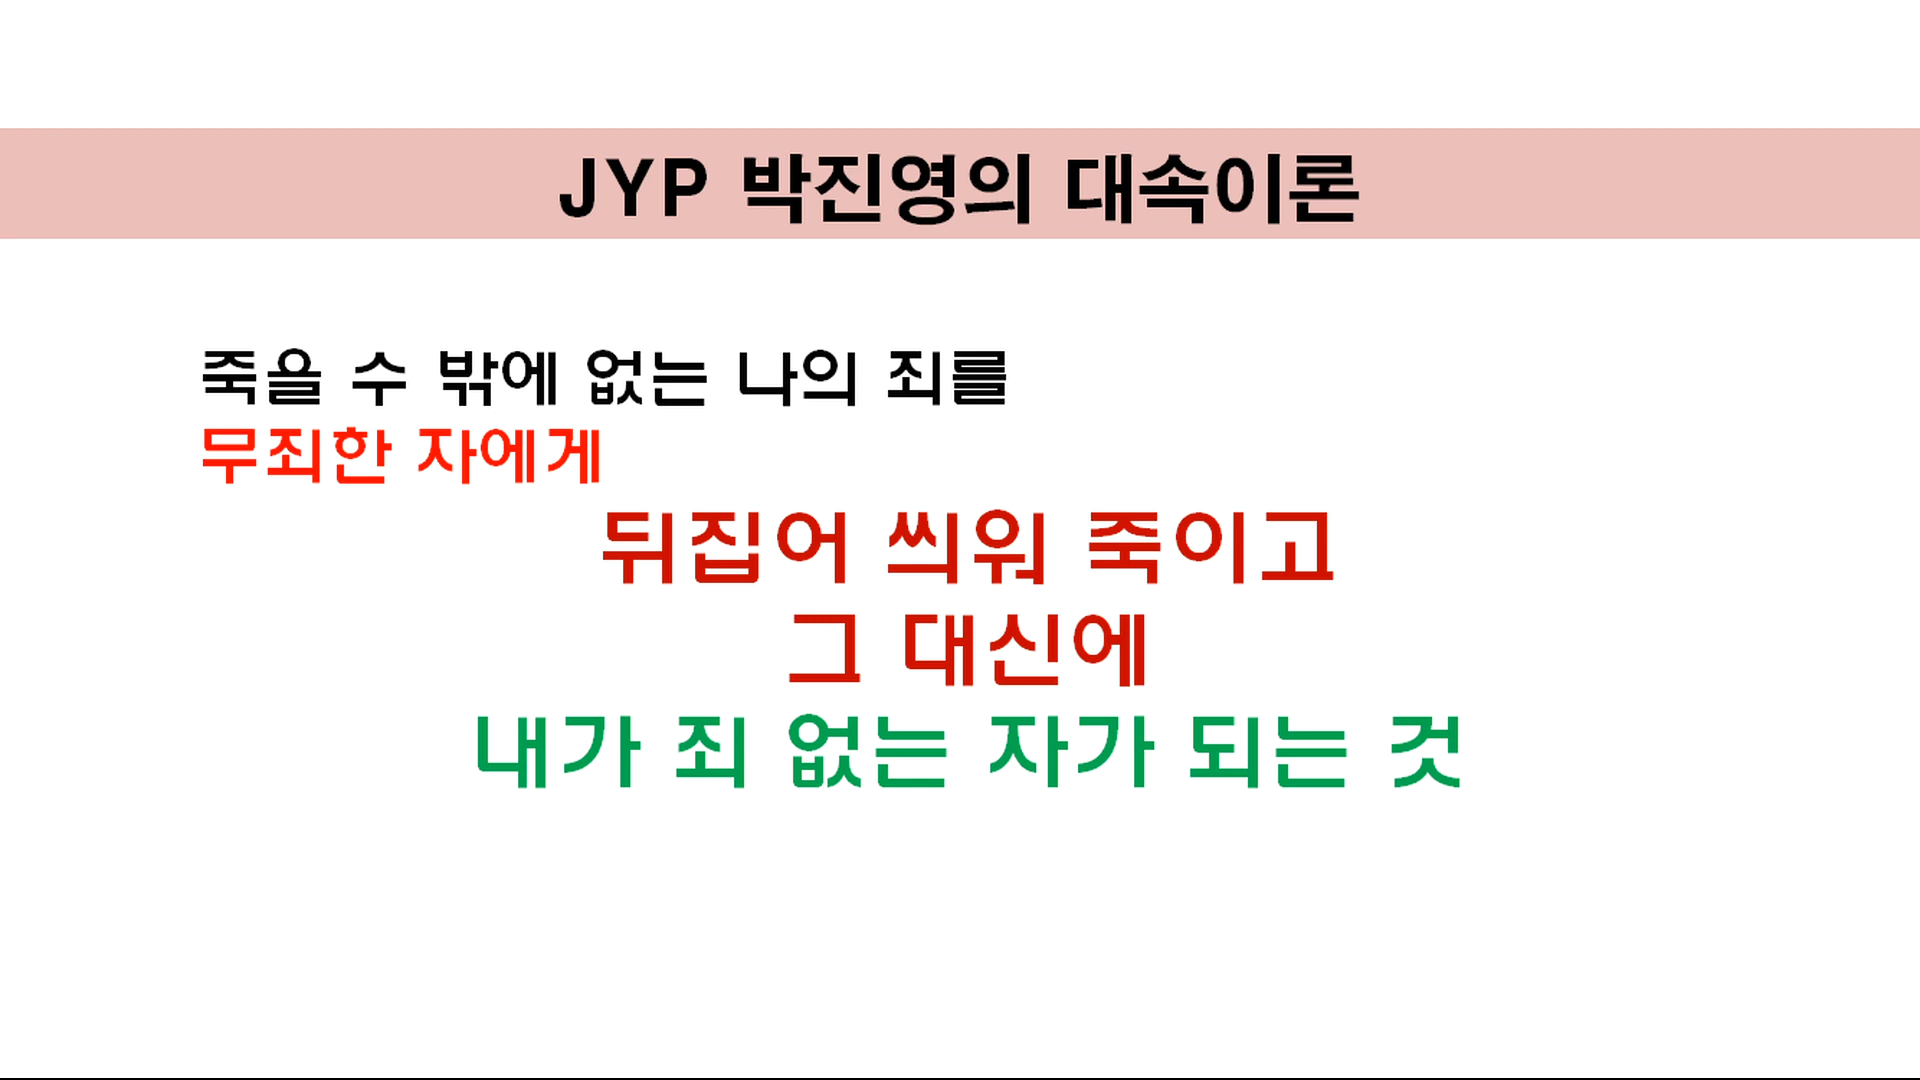 JYP 박진영의 대속이론
죽을 수 밖에 없는 나의 죄를
무죄한 자에게
뒤집어 씌워 죽이고
그 대신에
내가 죄 없는 자가 되는 것